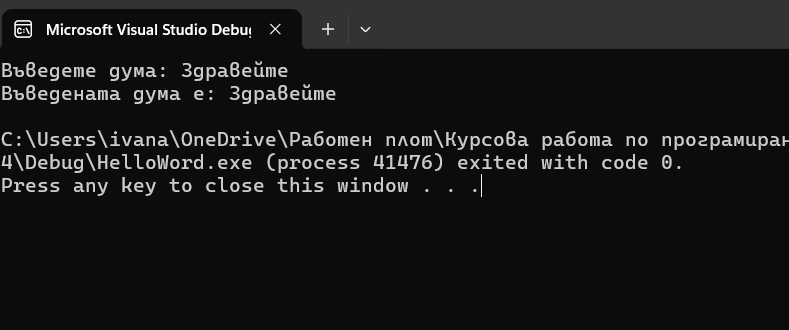 Microsoft Visual Studio Debu
Въведете дума: Здравейте
Въведената дума е: Здравейте
C:\Users\ivana\OneDrive\Работен плот\Курсова работа по програмиран
4\Debug\HelloWord.exe (process 41476) exited with code 0.
Press any key to close this window . . .